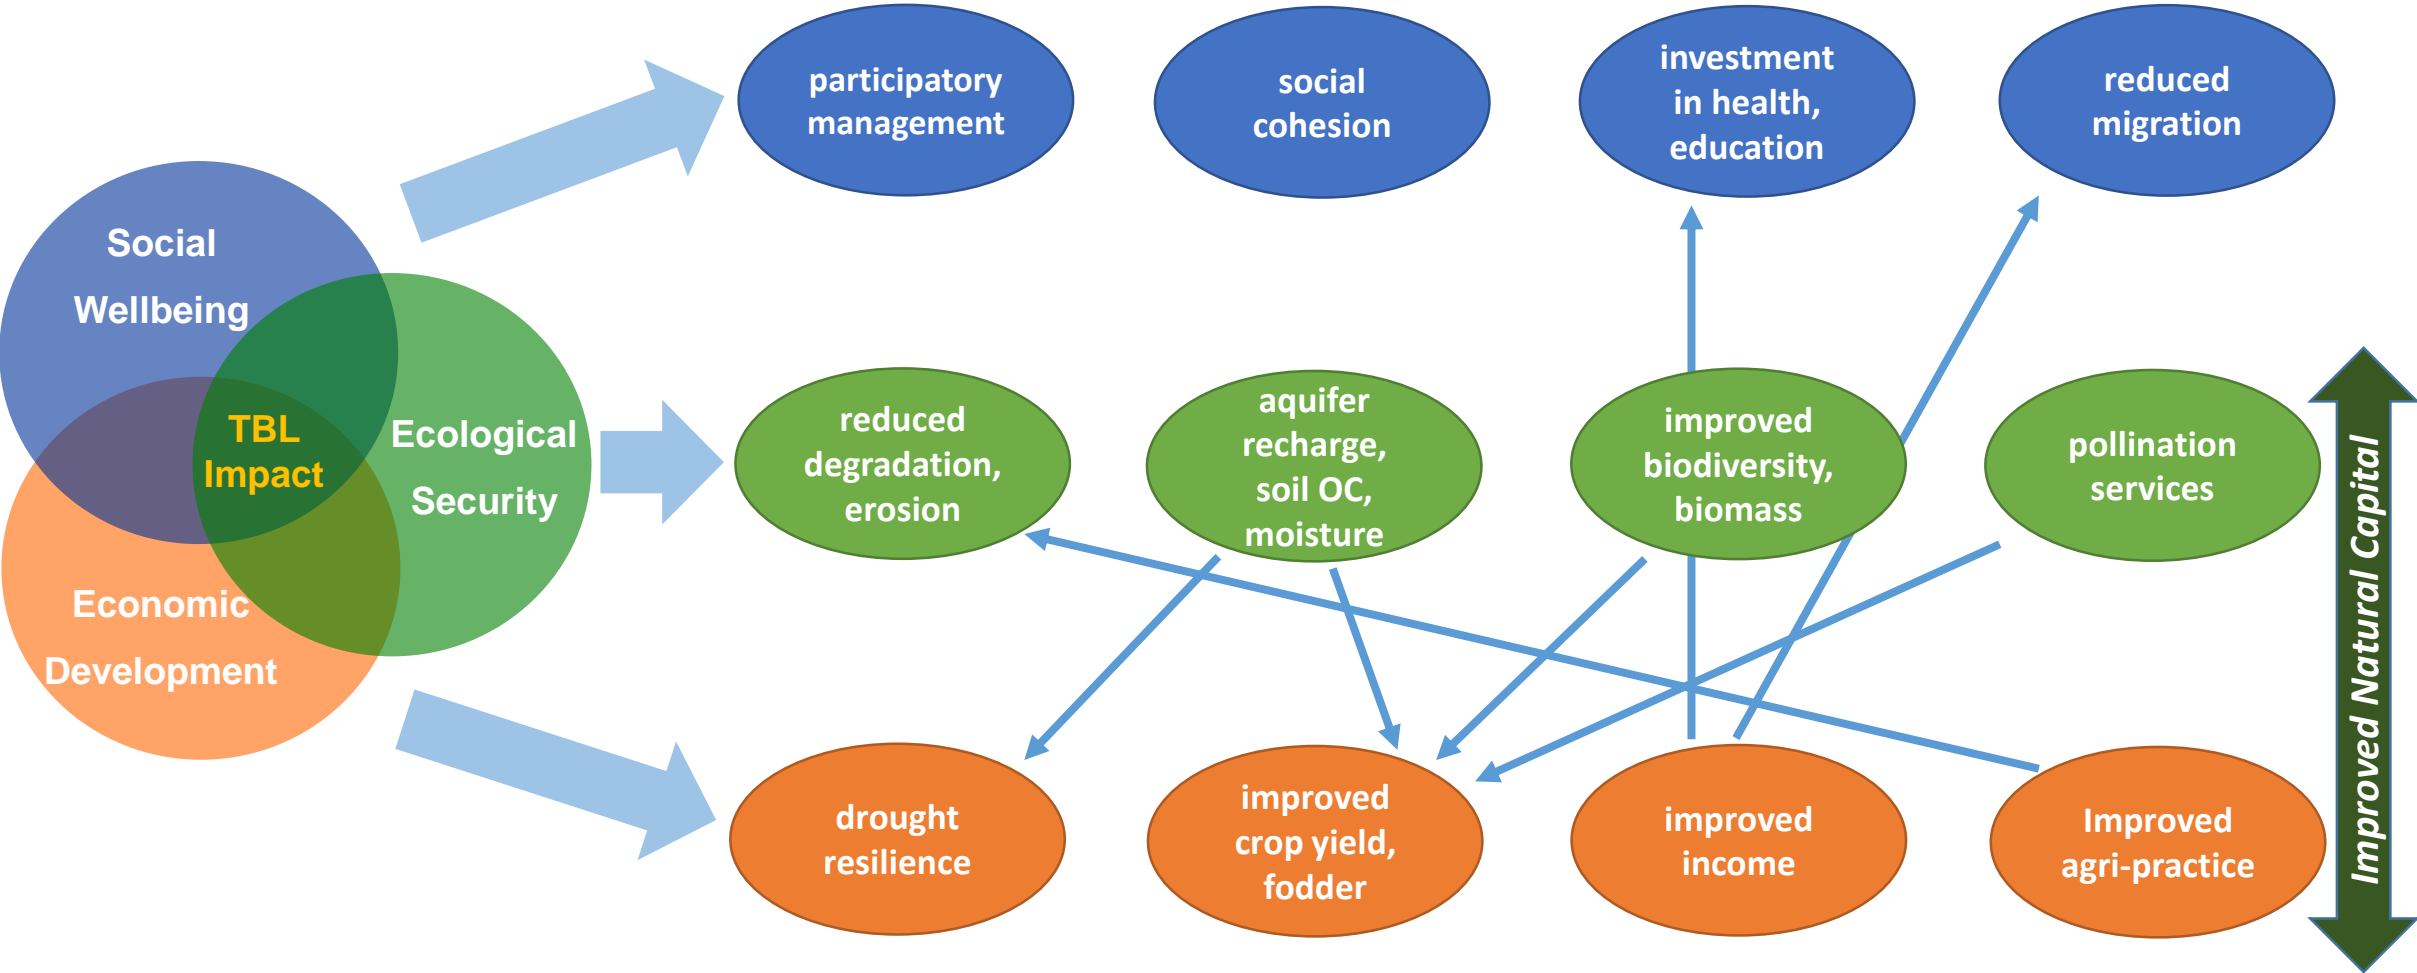 Social
Wellbeing
TBL
Impact
Ecological
Security
Economic
Development
participatory
management
social
cohesion
investment
in health,
education
reduced
migration
reduced
degradation,
erosion
aquifer
recharge,
soil OC,
moisture
improved
biodiversity,
biomass
pollination
services
drought
resilience
improved
crop yield,
fodder
improved
income
Improved
agri-practice
Improved Natural Capital